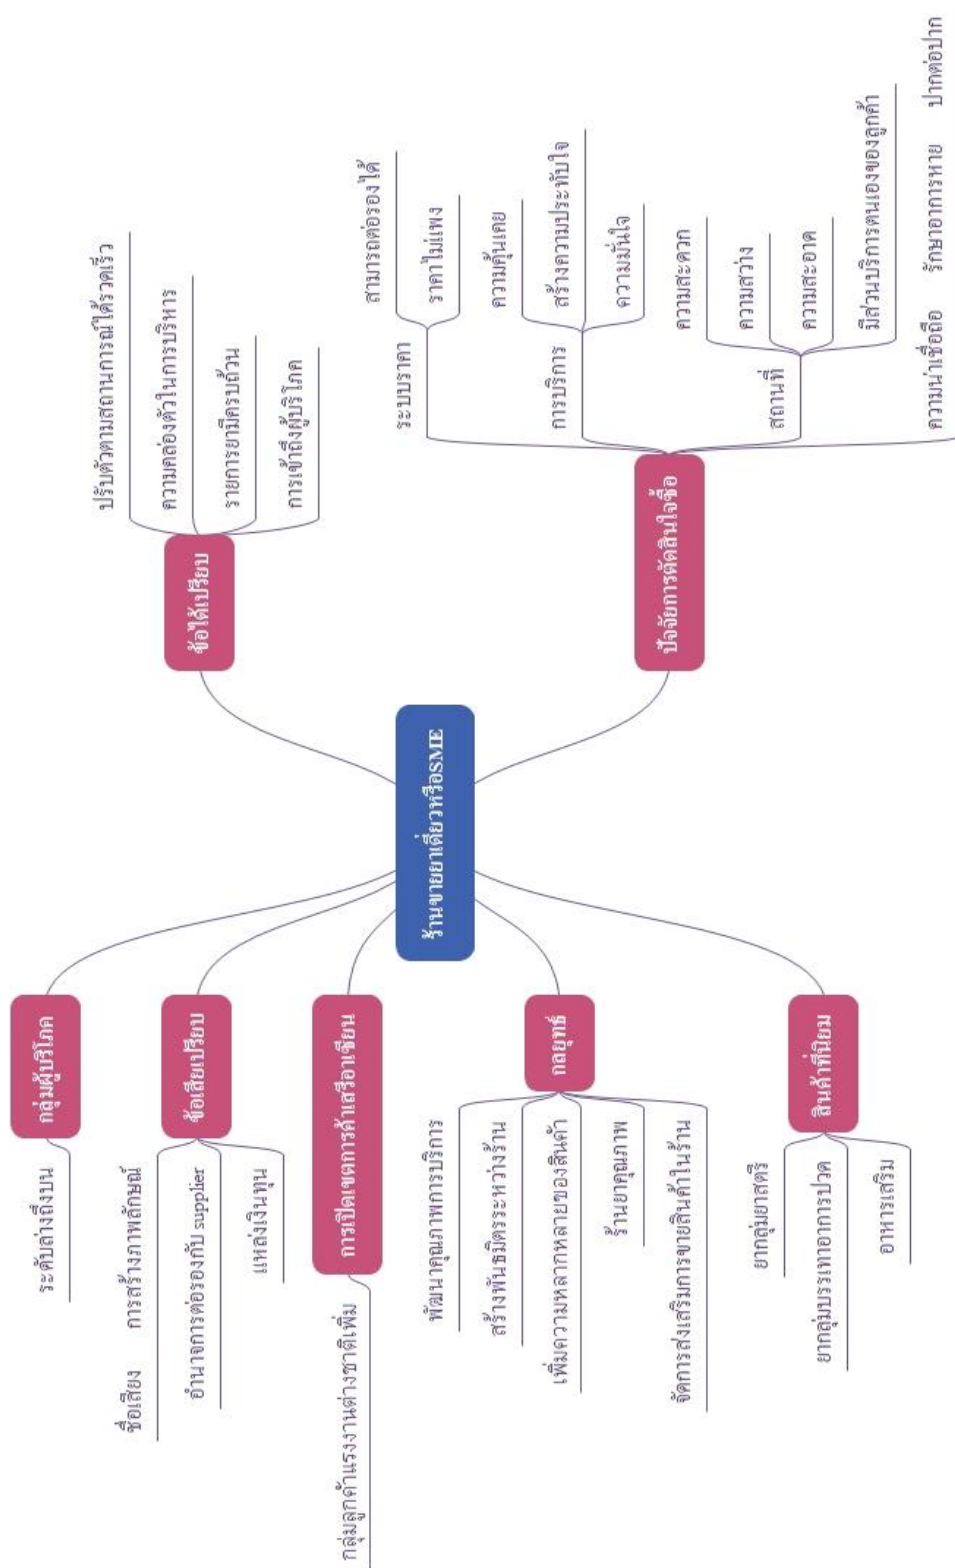 ร้านขายยาเดี่ยวหรือSME
ข้อได้เปรียบ
ปรับตัวตามสถานการณ์ได้รวดเร็ว
ความคล่องตัวในการบริหาร
รายการยามีครบถ้วน
การเข้าถึงผู้บริโภค
ปัจจัยการตัดสินใจซื้อ
ระบบราคา
สามารถต่อรองได้
ราคาไม่แพง
การบริการ
ความคุ้นเคย
สร้างความประทับใจ
ความมั่นใจ
สถานที่
ความสะดวก
ความสว่าง
ความสะอาด
มีส่วนบริการตนเองของลูกค้า
ความน่าเชื่อถือ รักษาอาการหาย ปากต่อปาก
กลุ่มผู้บริโภค
ระดับล่างถึงบน
ข้อเสียเปรียบ
ชื่อเสียง การสร้างภาพลักษณ์
อำนาจการต่อรองกับ supplier
แหล่งเงินทุน
การเปิดเขตการค้าเสรีอาเซียน
กลุ่มลูกค้าแรงงานต่างชาติเพิ่ม
กลยุทธ์
พัฒนาคุณภาพการบริการ
สร้างพันธมิตรระหว่างร้าน
เพิ่มความหลากหลายของสินค้า
ร้านยาคุณภาพ
จัดการส่งเสริมการขายสินค้าในร้าน
สินค้าที่นิยม
ยากลุ่มยาสตรี
ยากลุ่มบรรเทาอาการปวด
อาหารเสริม